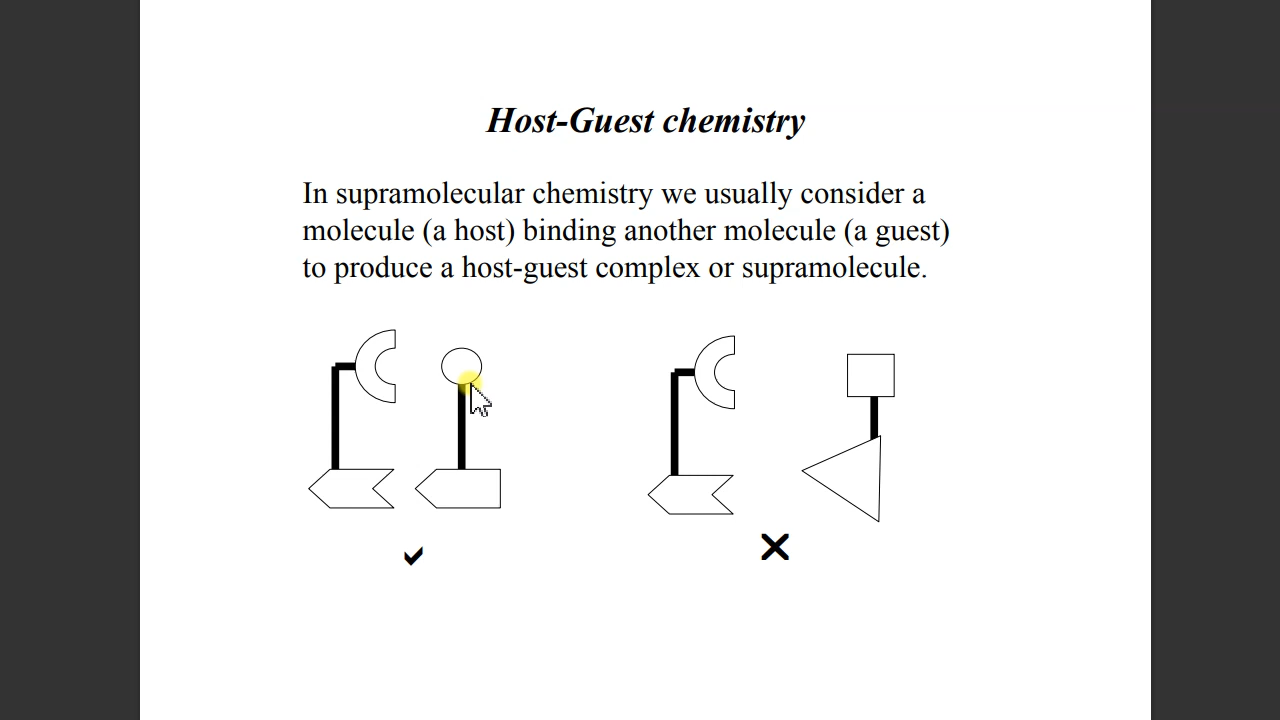 Host-Guest chemistry
In supramolecular chemistry we usually consider a
molecule (a host) binding another molecule (a guest)
to produce a host-guest complex or supramolecule.